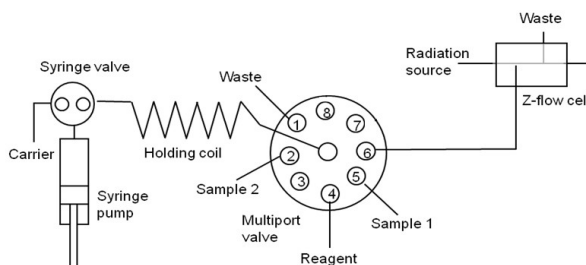 Waste
Radiation
source
Z-flow cel
Syringe valve
Waste
Carrier
Holding coil
Syringe
pump
Sample 2
Multiport
valve
Reagent
Sample 1
1
2
3
4
5
6
7
8